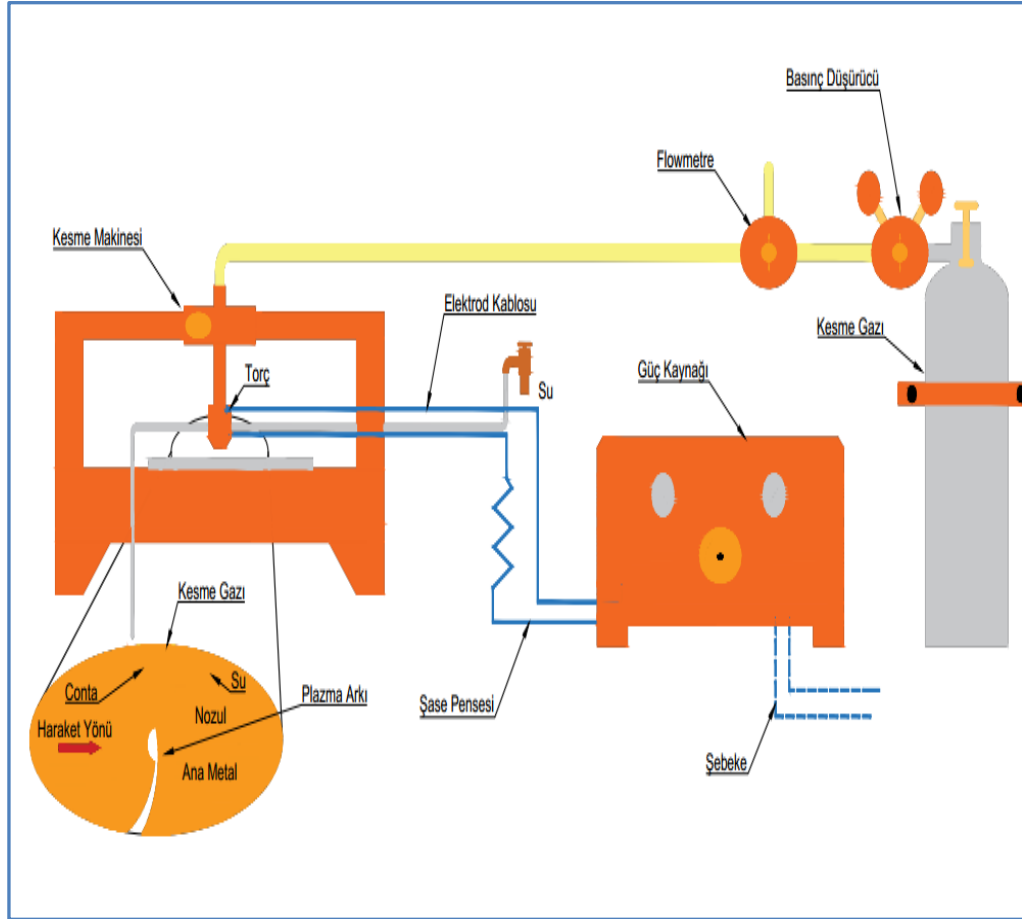 Basınç Düşürücü
Flowmetre
Kesme Makinesi
Elektrod Kablosu
Kesme Gazı
Güç Kaynağı
Torç
Su
Kesme Gazı
Conta
Su
Plazma Arkı
Nozul
Haraket Yönü
Ana Metal
Şase Pensesi
Şebeke